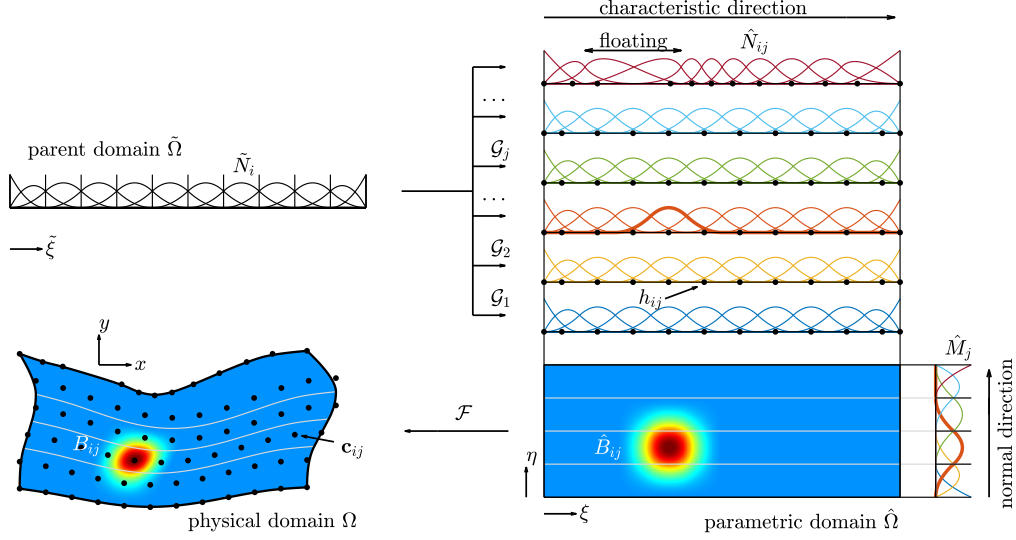 characteristic direction
floating
N̂ᵢⱼ
parent domain Ω̃
Ñᵢ
ξ̃
...
𝒢ⱼ
...
𝒢₂
𝒢₁
hᵢⱼ
y
x
Bᵢⱼ
cᵢⱼ
physical domain Ω
ℱ
M̂ⱼ
B̂ᵢⱼ
η
ξ
parametric domain Ω̂
normal direction